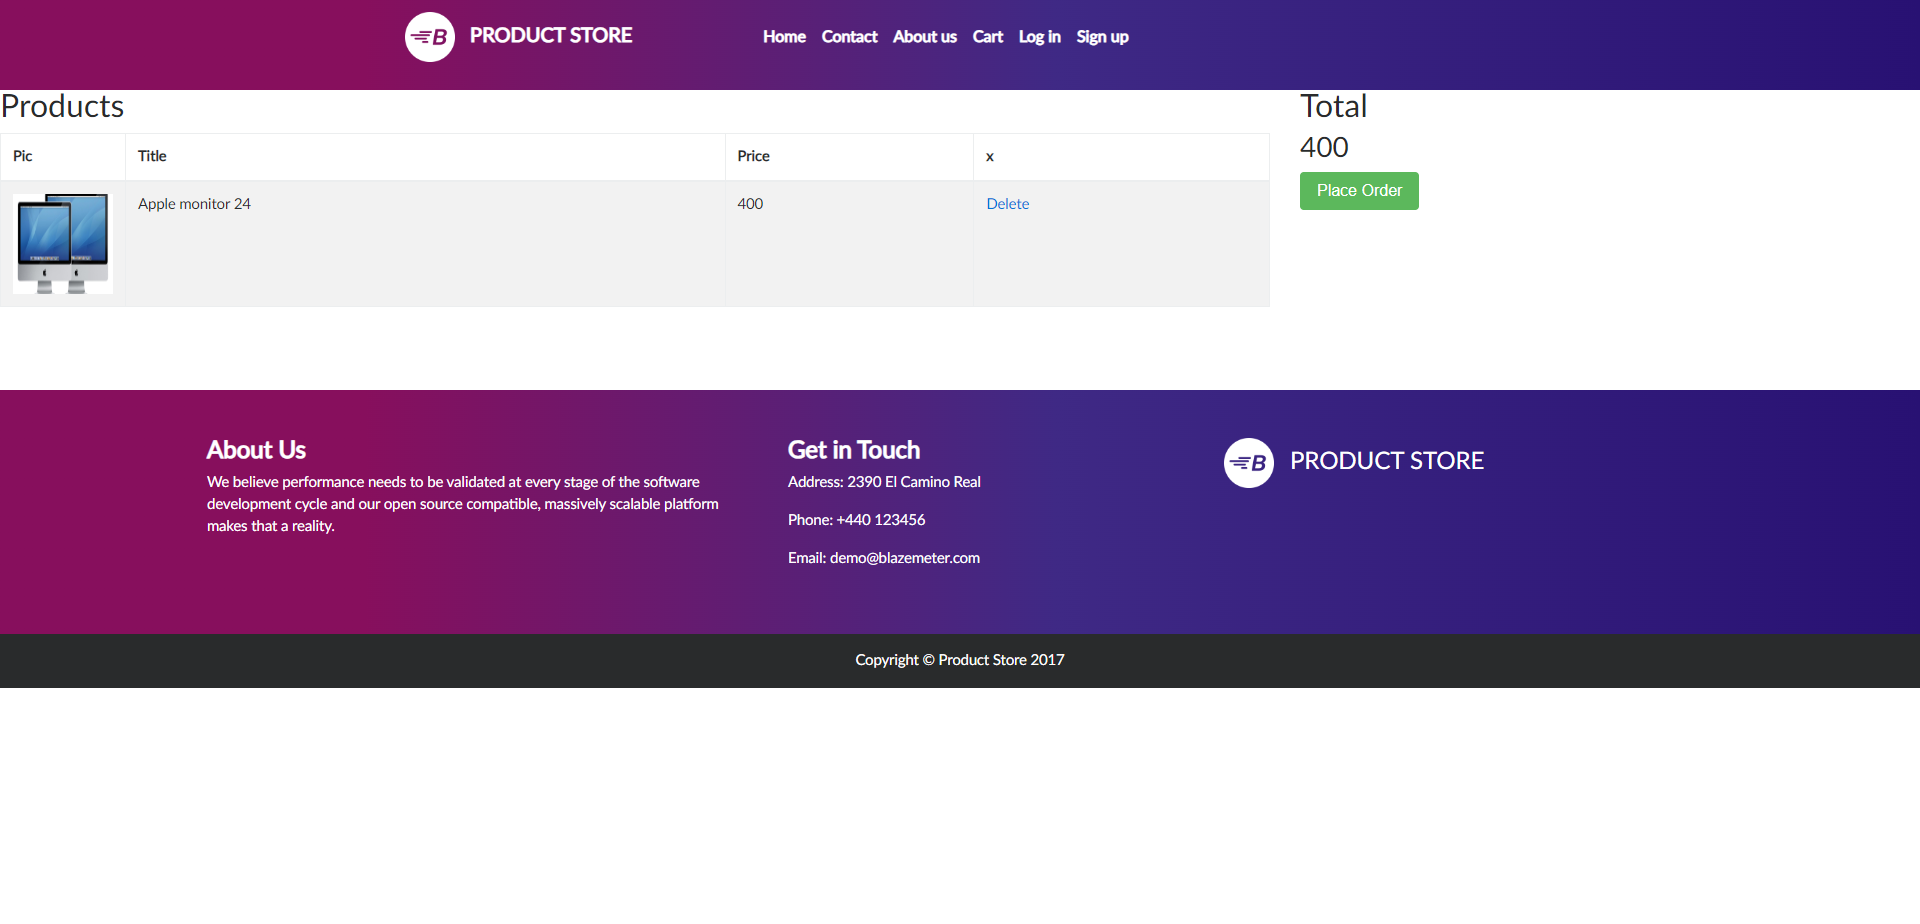 B PRODUCT STORE
Home Contact About us Cart Log in Sign up
Products
Pic Title Price x
Apple monitor 24 400 Delete
Total
400
Place Order
About Us
We believe performance needs to be validated at every stage of the software
development cycle and our open source compatible, massively scalable platform
makes that a reality.
Get in Touch
Address: 2390 El Camino Real
Phone: +440 123456
Email: demo@blazemeter.com
B PRODUCT STORE
Copyright © Product Store 2017